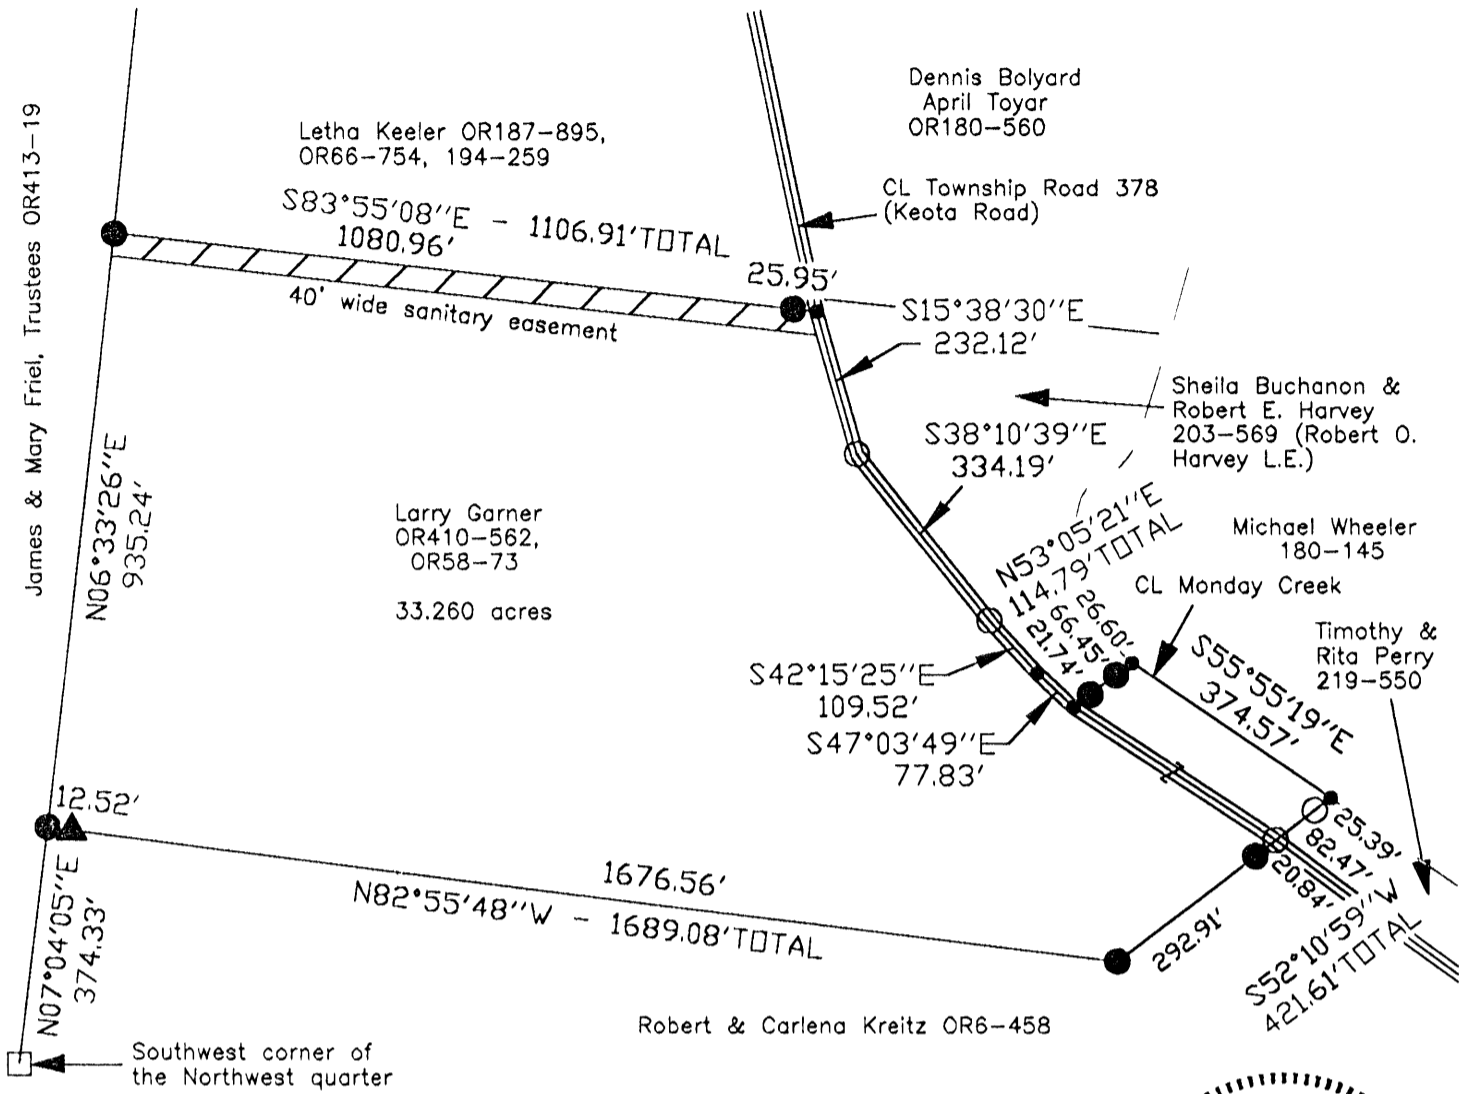 James & Mary Friel, Trustees OR413-19
Letha Keeler OR187-895,
OR66-754, 194-259
Dennis Bolyard
April Toyar
OR180-560
CL Township Road 378
(Keota Road)
S83°55'08''E - 1106.91'TOTAL
1080.96'
25.95'
40' wide sanitary easement
S15°38'30''E
232.12'
Sheila Buchanon &
Robert E. Harvey
203-569 (Robert O.
Harvey L.E.)
S38°10'39''E
334.19'
N06°33'26''E
935.24'
Larry Garner
OR410-562,
OR58-73
33.260 acres
N53°05'21''E
114.79'TOTAL
26.60'
66.45'
21.74'
Michael Wheeler
180-145
CL Monday Creek
Timothy &
Rita Perry
219-550
S55°55'19''E
374.57'
S42°15'25''E
109.52'
S47°03'49''E
77.83'
12.52'
25.39'
82.47'
20.84'
S52°10'59''W
421.61'TOTAL
1676.56'
N82°55'48''W - 1689.08'TOTAL
292.91'
N07°04'05''E
374.33'
Robert & Carlena Kreitz OR6-458
Southwest corner of
the Northwest quarter